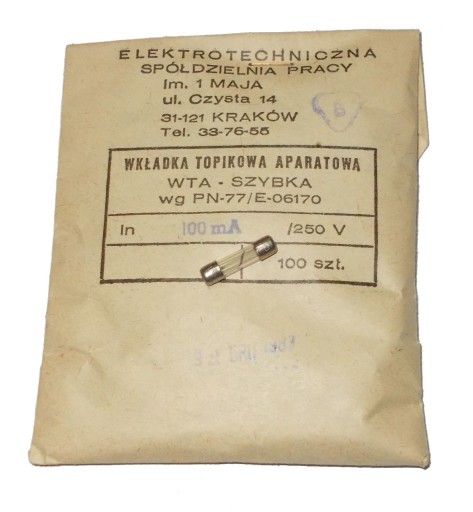 ELEKTROTECHNICZNA
SPÓŁDZIELNIA PRACY
Im. 1 MAJA
ul. Czysta 14
31-121 KRAKÓW
Tel. 33-76-55
WKŁADKA TOPIKOWA APARATOWA
WTA - SZYBKA
wg PN-77/E-06170
In 100 mA /250 V
100 szt.